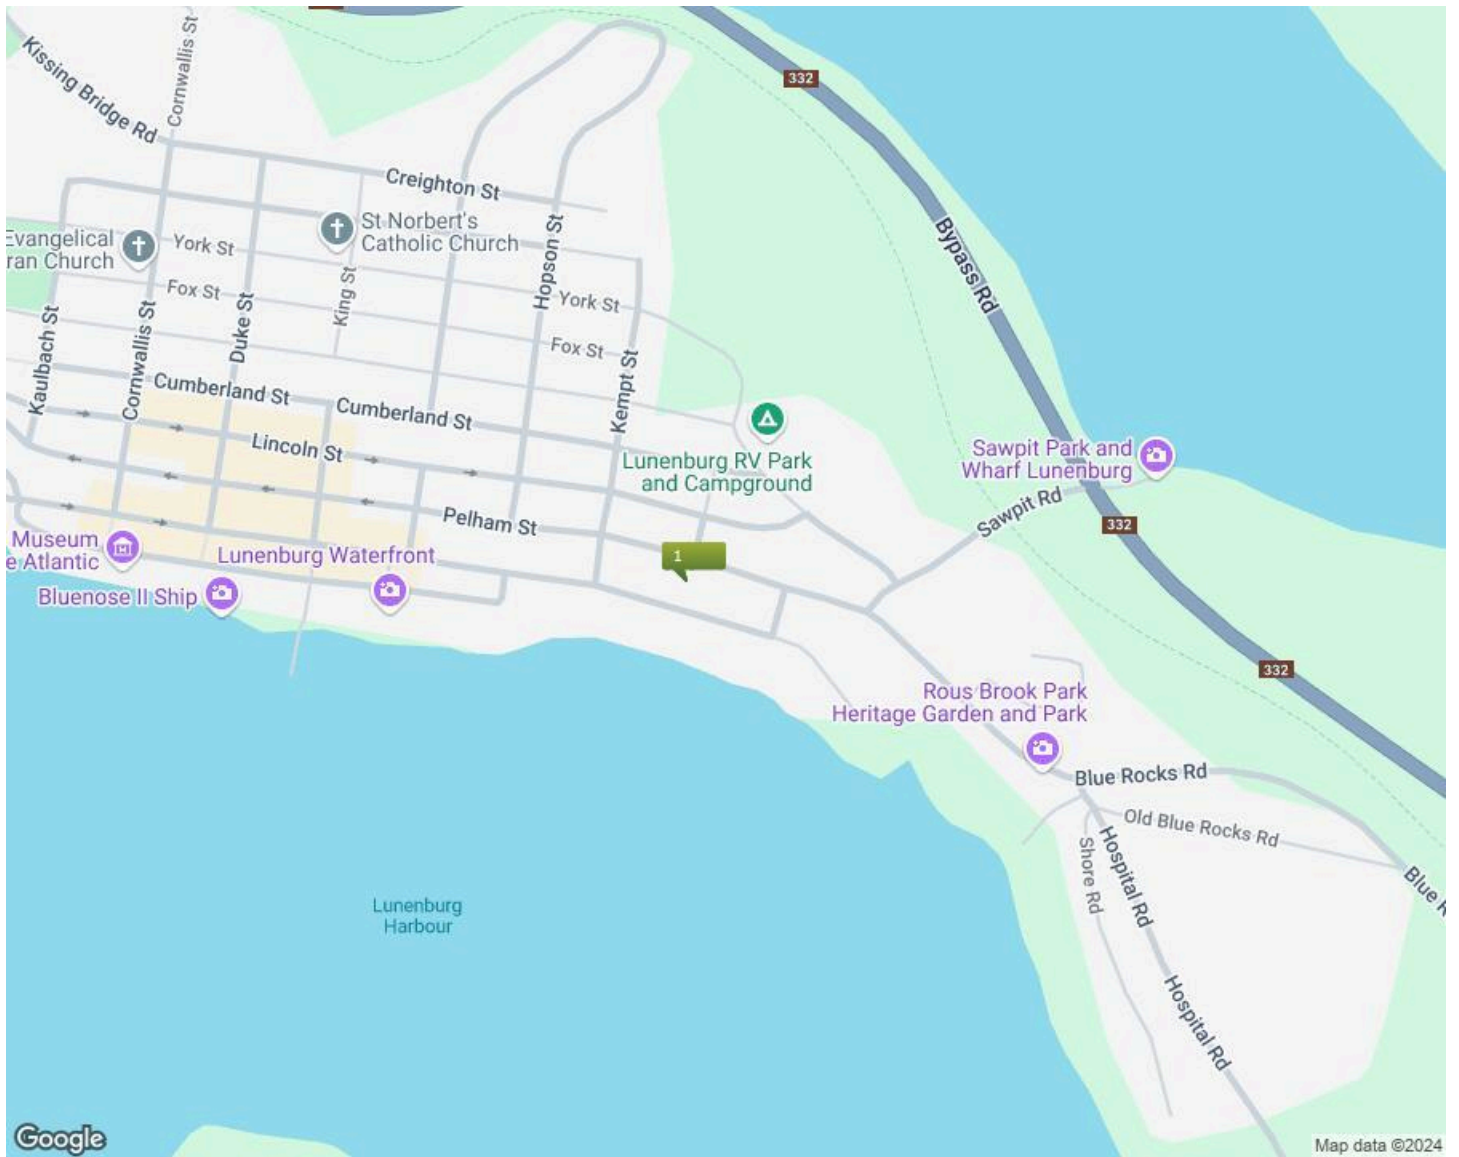 332
Cornwallis St
Kissing Bridge Rd
Creighton St
St Norbert's
Catholic Church
Evangelical
ran Church
York St
Hopson St
Bypass Rd
Fox St
King St
York St
Kaulbach St
Cornwallis St
Duke St
Fox St
Kempt St
Cumberland St
Cumberland St
Lincoln St
Lunenburg RV Park
and Campground
Sawpit Park and
Wharf Lunenburg
Sawpit Rd
332
Pelham St
Museum
e Atlantic
Lunenburg Waterfront
1
Bluenose II Ship
332
Rous Brook Park
Heritage Garden and Park
Blue Rocks Rd
Old Blue Rocks Rd
Shore Rd
Hospital Rd
Blue R
Lunenburg
Harbour
Hospital Rd
Google
Map data ©2024